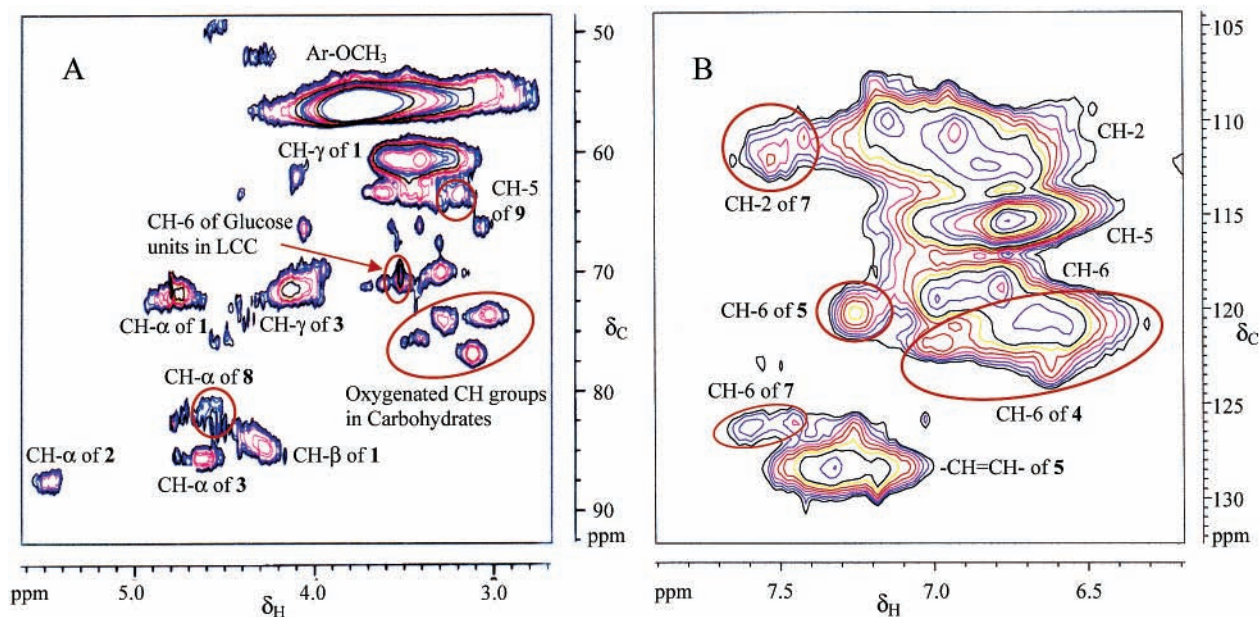 A
Ar-OCH₃
CH-γ of 1
CH-5
of 9
CH-6 of Glucose
units in LCC
CH-α of 1
CH-γ of 3
CH-α of 8
Oxygenated CH groups
in Carbohydrates
CH-α of 2
CH-α of 3
CH-β of 1
50
60
70
δC
80
90
ppm
ppm
5.0
4.0
3.0
δH
B
CH-2
CH-2 of 7
CH-5
CH-6
CH-6 of 5
CH-6 of 7
CH-6 of 4
-CH=CH- of 5
105
110
115
120
δC
125
130
ppm
ppm
7.5
7.0
6.5
δH